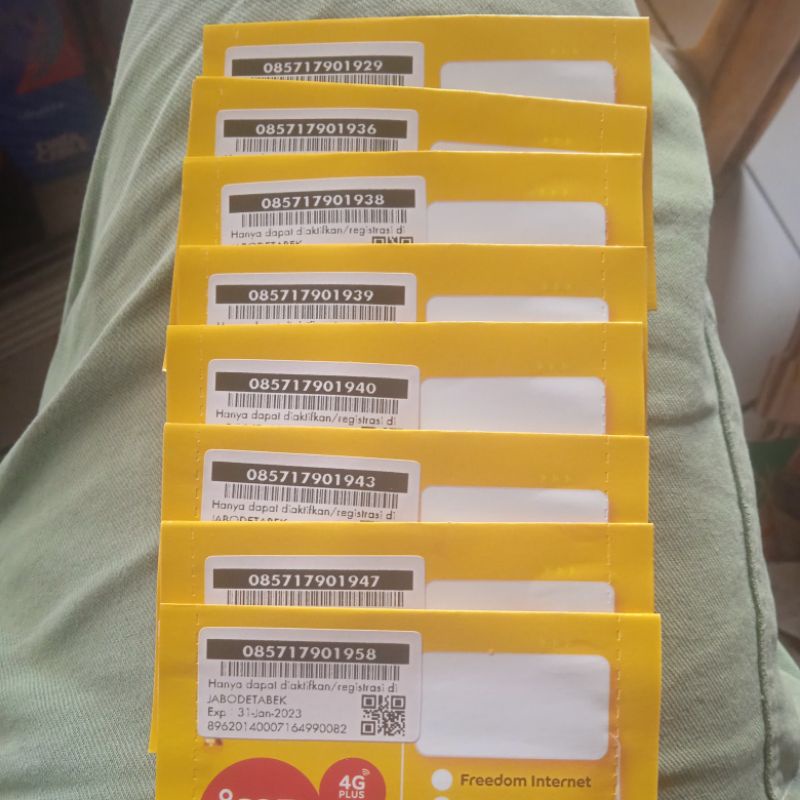 085717901929
085717901936
085717901938
Hanya dapat diaktifkan/registrasi di
JABODETABEK
085717901939
085717901940
Hanya dapat diaktifkan/registrasi di
085717901943
Hanya dapat diaktifkan/registrasi di
JABODETABEK
085717901947
085717901958
Hanya dapat diaktifkan/registrasi di
JABODETABEK
Exp : 31-Jan-2023
89620140007164990082
4G
PLUS
Freedom Internet